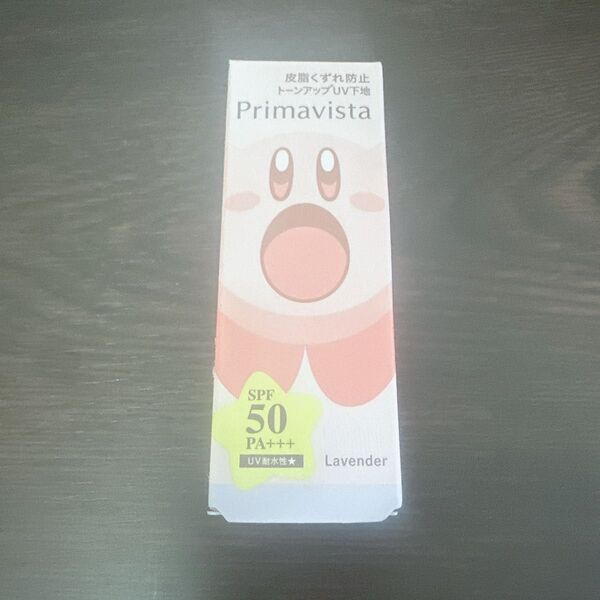 皮脂くずれ防止
トーンアップUV下地
Primavista
SPF
50
PA+++
UV耐水性★
Lavender